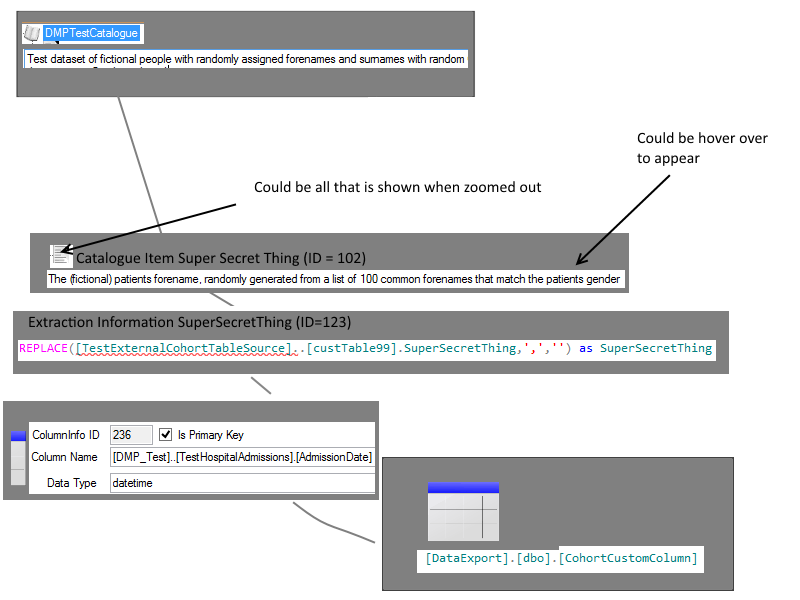 DMPTestCatalogue
Test dataset of fictional people with randomly assigned forenames and surnames with random
Could be hover over
to appear
Could be all that is shown when zoomed out
Catalogue Item Super Secret Thing (ID = 102)
The (fictional) patients forename, randomly generated from a list of 100 common forenames that match the patients gender
Extraction Information SuperSecretThing (ID=123)
REPLACE([TestExternalCohortTableSource]..[custTable99].SuperSecretThing,',','') as SuperSecretThing
ColumnInfo ID 236 Is Primary Key
Column Name [DMP_Test]..[TestHospitalAdmissions].[AdmissionDate]
Data Type datetime
[DataExport].[dbo].[CohortCustomColumn]